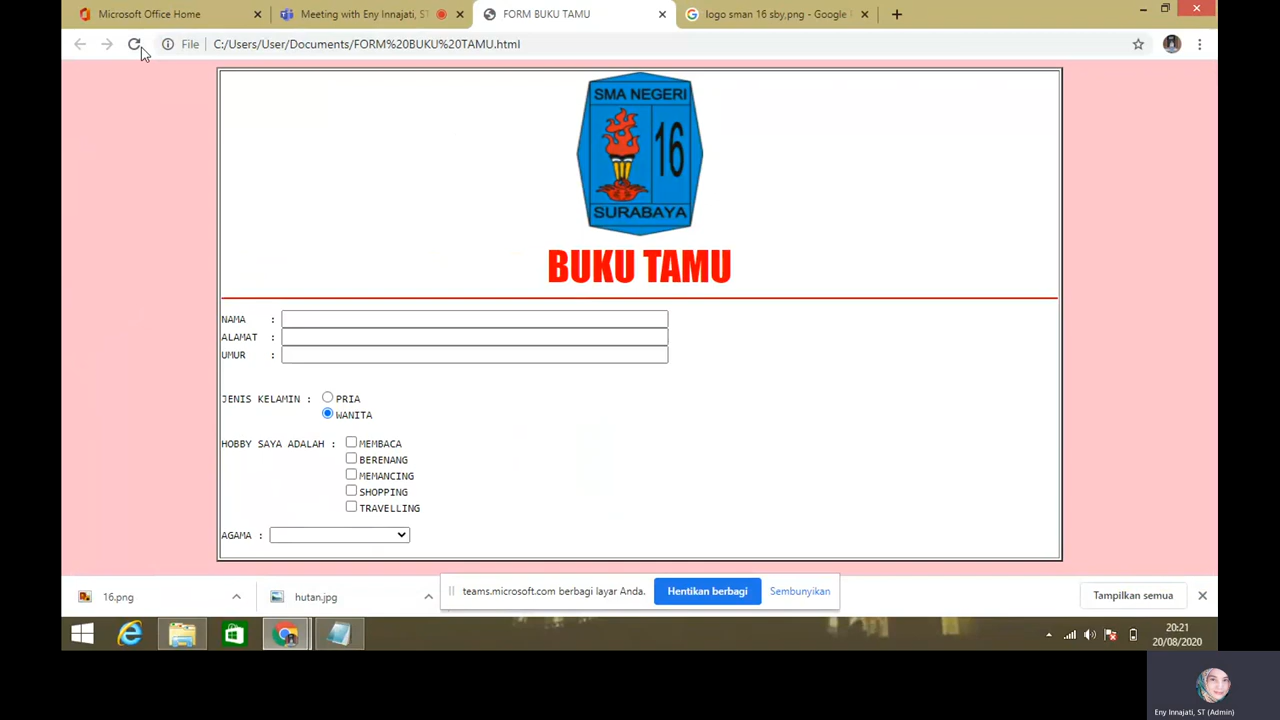 Microsoft Office Home
Meeting with Eny Innajati, ST
FORM BUKU TAMU
logo sman 16 sby,png - Google
File
C:/Users/User/Documents/FORM%20BUKU%20TAMU.html
SMA NEGERI
16
SURABAYA
BUKU TAMU
NAMA :
ALAMAT :
UMUR :
JENIS KELAMIN : PRIA
WANITA
HOBBY SAYA ADALAH : MEMBACA
BERENANG
MEMANCING
SHOPPING
TRAVELLING
AGAMA :
16.png
hutan.jpg
teams.microsoft.com berbagi layar Anda.
Hentikan berbagi
Sembunyikan
Tampilkan semua
20:21
20/08/2020
Eny Innajati, ST (Admin)